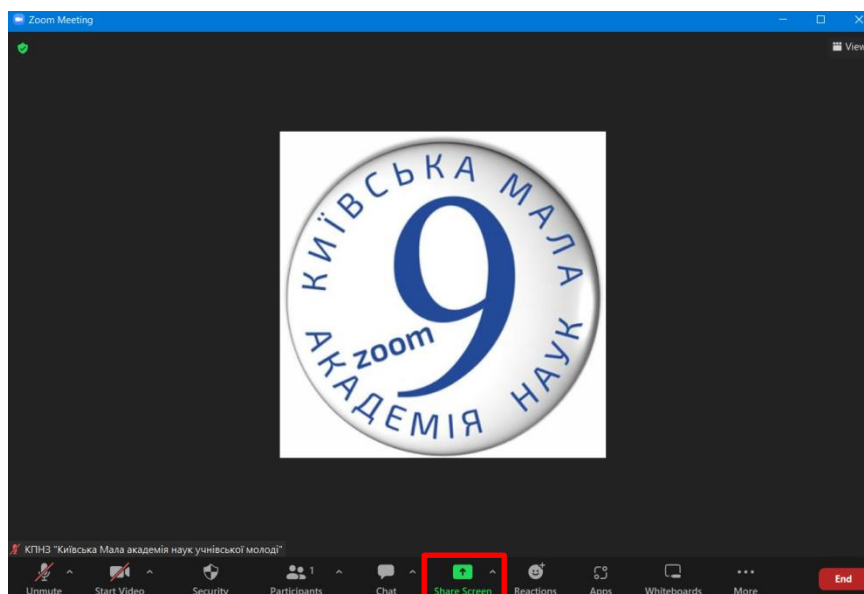 Zoom Meeting
View
КИЇВСЬКА МАЛА
АКАДЕМІЯ НАУК
9
zoom
КПНЗ "Київська Мала академія наук учнівської молоді"
1
Unmute
Start Video
Security
Participants
Chat
Share Screen
Reactions
Apps
Whiteboards
More
End